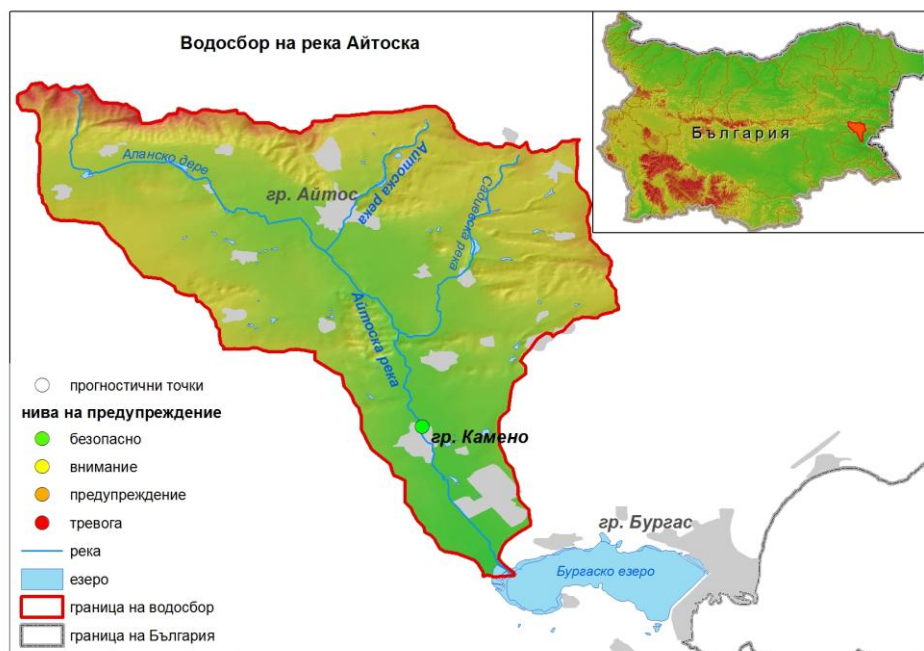 Водосбор на река Айтоска
България
Аланско дере
гр. Айтос
Айтоска река
Садиевска река
Айтоска река
гр. Камено
гр. Бургас
Бургаско езеро
прогностични точки
нива на предупреждение
безопасно
внимание
предупреждение
тревога
река
езеро
граница на водосбор
граница на България